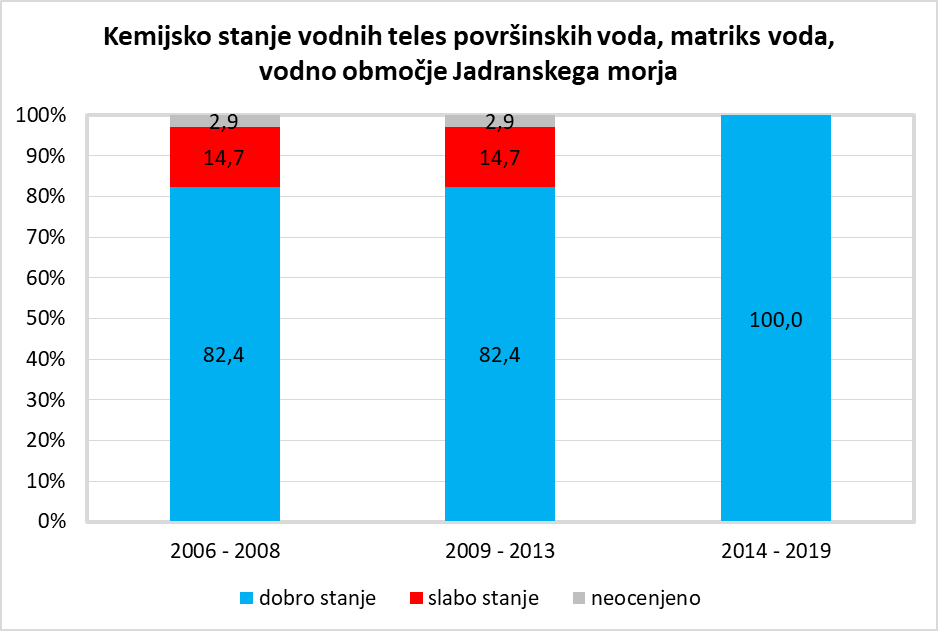 Kemijsko stanje vodnih teles površinskih voda, matriks voda,
vodno območje Jadranskega morja
100%
90%
80%
70%
60%
50%
40%
30%
20%
10%
0%
2,9
14,7
82,4
2,9
14,7
82,4
100,0
2006 - 2008
2009 - 2013
2014 - 2019
dobro stanje
slabo stanje
neocenjeno